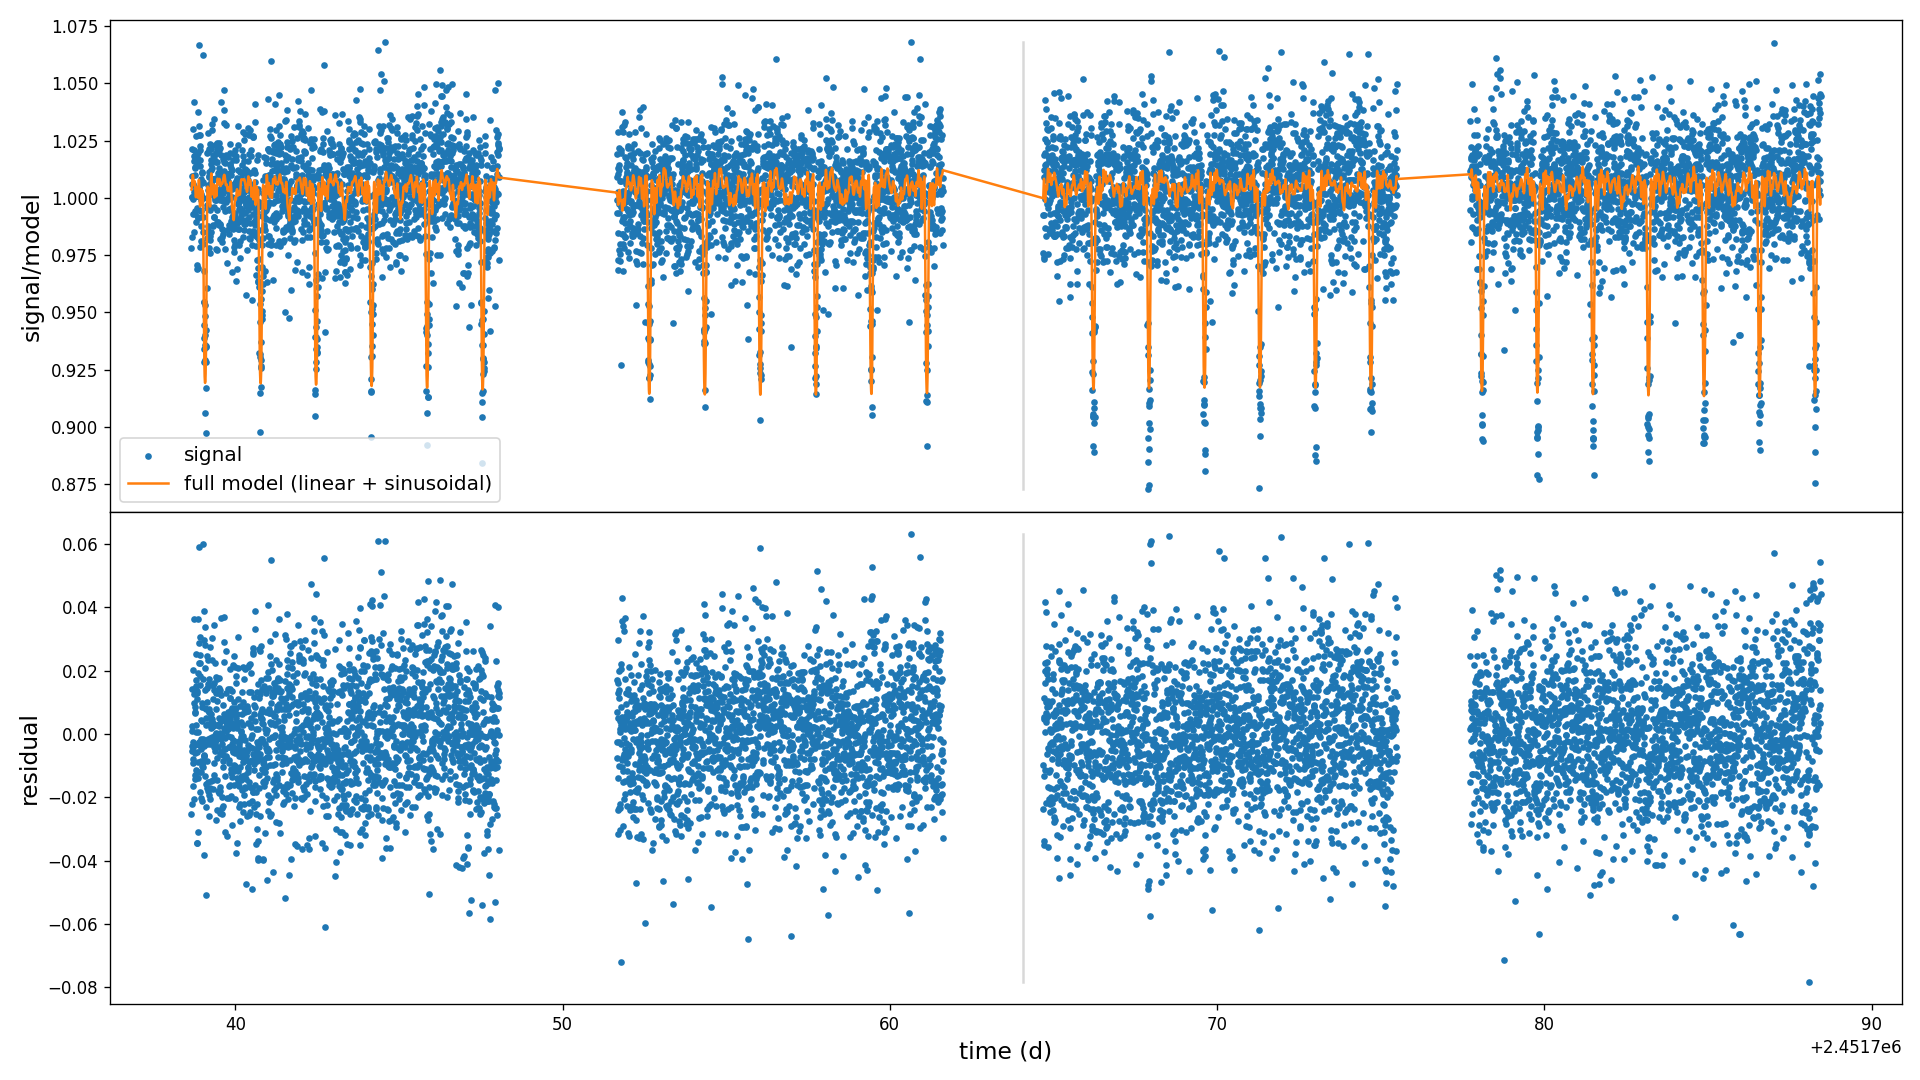 1.075
1.050
1.025
1.000
0.975
0.950
0.925
0.900
0.875
signal/model
signal
full model (linear + sinusoidal)
0.06
0.04
0.02
0.00
−0.02
−0.04
−0.06
−0.08
residual
40 50 60 70 80 90
time (d)
+2.4517e6